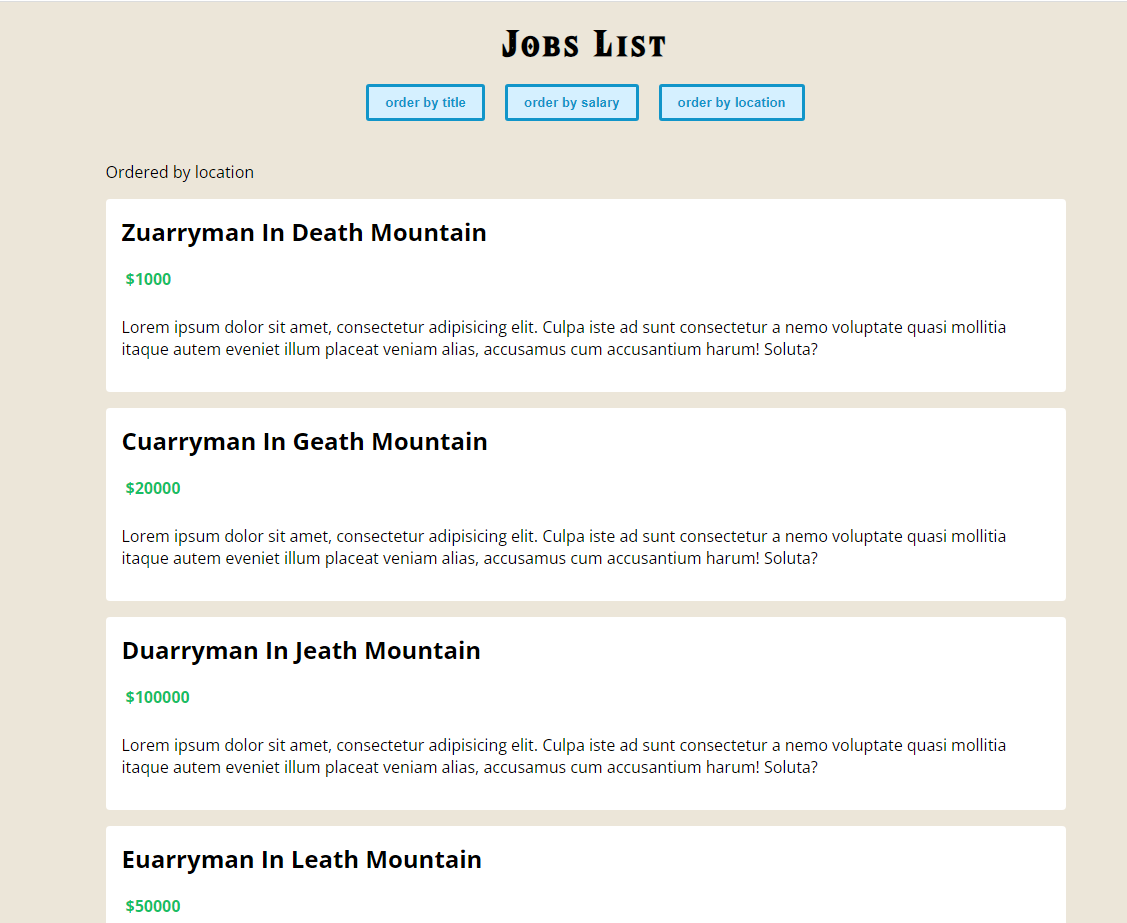 Jobs List
order by title order by salary order by location
Ordered by location
Zuarryman In Death Mountain
$1000
Lorem ipsum dolor sit amet, consectetur adipisicing elit. Culpa iste ad sunt consectetur a nemo voluptate quasi mollitia
itaque autem eveniet illum placeat veniam alias, accusamus cum accusantium harum! Soluta?
Cuarryman In Geath Mountain
$20000
Lorem ipsum dolor sit amet, consectetur adipisicing elit. Culpa iste ad sunt consectetur a nemo voluptate quasi mollitia
itaque autem eveniet illum placeat veniam alias, accusamus cum accusantium harum! Soluta?
Duarryman In Jeath Mountain
$100000
Lorem ipsum dolor sit amet, consectetur adipisicing elit. Culpa iste ad sunt consectetur a nemo voluptate quasi mollitia
itaque autem eveniet illum placeat veniam alias, accusamus cum accusantium harum! Soluta?
Euarryman In Leath Mountain
$50000